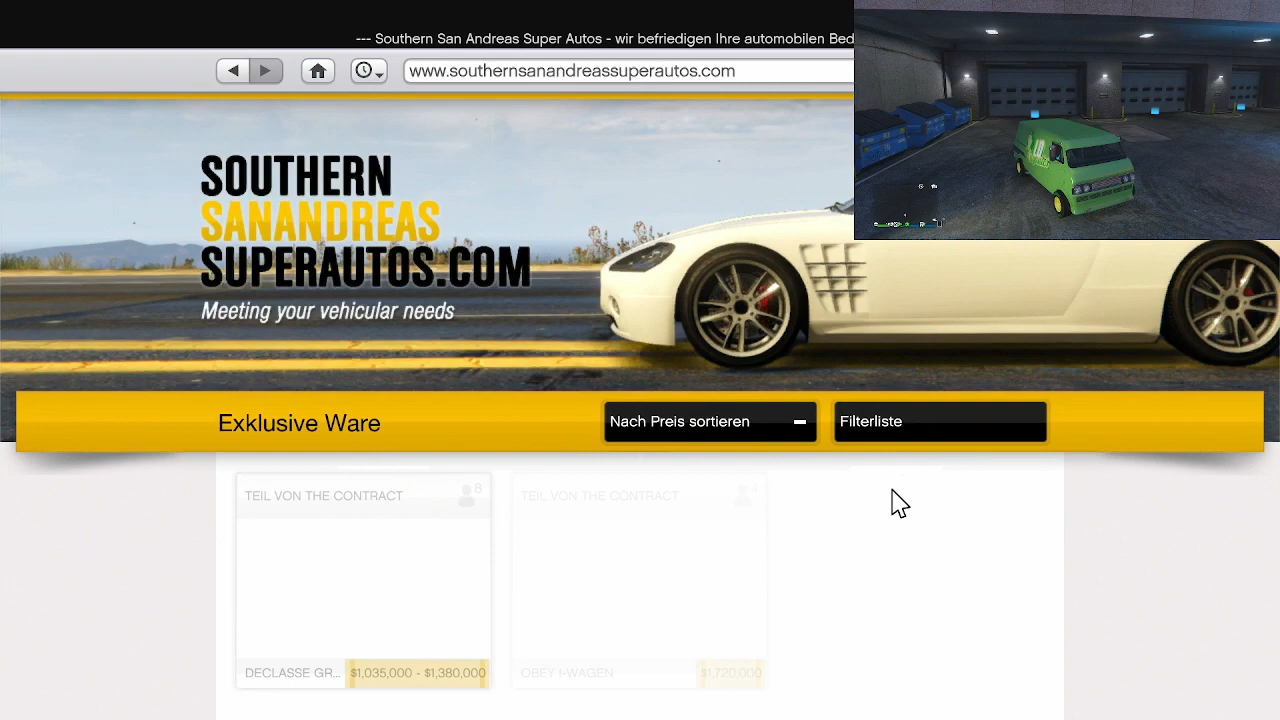 --- Southern San Andreas Super Autos - wir befriedigen Ihre automobilen Bed
www.southernsanandreassuperautos.com
SOUTHERN
SANANDREAS
SUPERAUTOS.COM
Meeting your vehicular needs
Exklusive Ware
Nach Preis sortieren
Filterliste
TEIL VON THE CONTRACT 8
TEIL VON THE CONTRACT
DECLASSE GR... $1,035,000 - $1,380,000
OBEY I-WAGEN $1,720,000